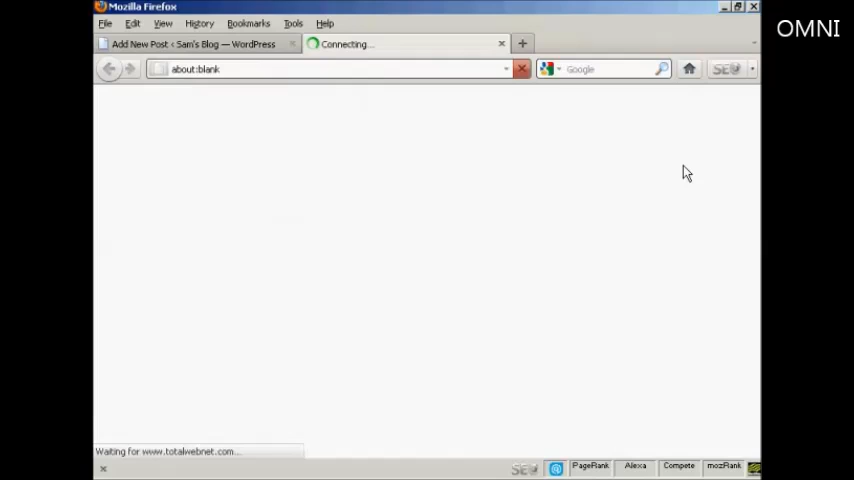 Mozilla Firefox
OMNI
File Edit View History Bookmarks Tools Help
Add New Post ‹ Sam's Blog — WordPress
Connecting...
about:blank
Google
SEO
Waiting for www.totalwebnet.com...
SEO
PageRank Alexa Compete mozRank